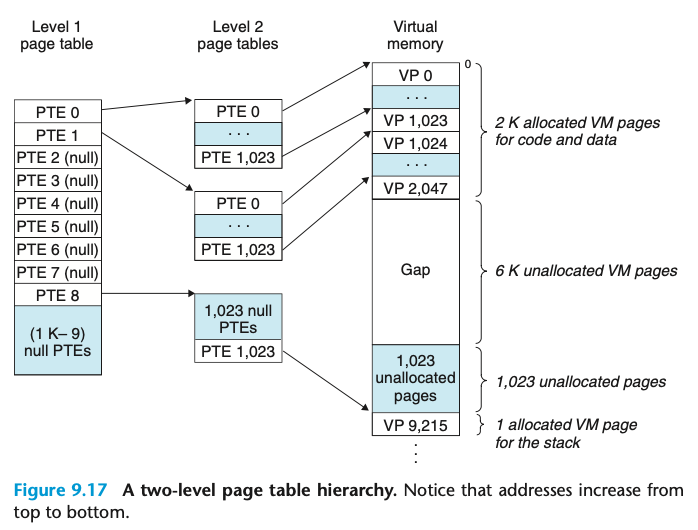 Level 1
page table
Level 2
page tables
Virtual
memory
PTE 0
PTE 1
PTE 2 (null)
PTE 3 (null)
PTE 4 (null)
PTE 5 (null)
PTE 6 (null)
PTE 7 (null)
PTE 8
(1 K– 9)
null PTEs
PTE 0
· · ·
PTE 1,023
PTE 0
· · ·
PTE 1,023
1,023 null
PTEs
PTE 1,023
0
VP 0
· · ·
VP 1,023
VP 1,024
· · ·
VP 2,047
Gap
1,023
unallocated
pages
VP 9,215
2 K allocated VM pages
for code and data
6 K unallocated VM pages
1,023 unallocated pages
1 allocated VM page
for the stack
Figure 9.17 A two-level page table hierarchy. Notice that addresses increase from
top to bottom.